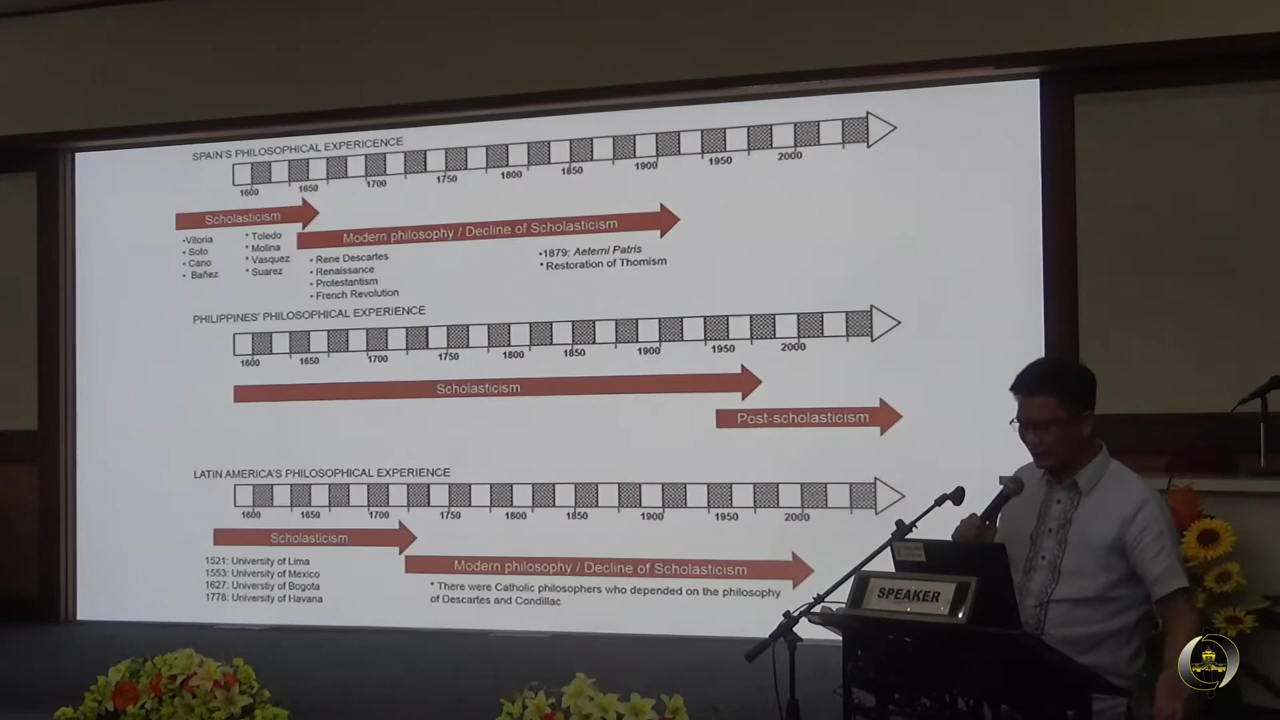 SPAIN'S PHILOSOPHICAL EXPERICENCE
1600 1650 1700 1750 1800 1850 1900 1950 2000
Scholasticism
•Vitoria
• Soto
• Cano
• Bañez
* Toledo
* Molina
* Vasquez
* Suarez
Modern philosophy / Decline of Scholasticism
• Rene Descartes
• Renaissance
• Protestantism
• French Revolution
•1879: Aeterni Patris
* Restoration of Thomism
PHILIPPINES' PHILOSOPHICAL EXPERIENCE
1600 1650 1700 1750 1800 1850 1900 1950 2000
Scholasticism
Post-scholasticism
LATIN AMERICA'S PHILOSOPHICAL EXPERIENCE
1600 1650 1700 1750 1800 1850 1900 1950 2000
Scholasticism
1521: University of Lima
1553: University of Mexico
1627: University of Bogota
1778: University of Havana
Modern philosophy / Decline of Scholasticism
* There were Catholic philosophers who depended on the philosophy
of Descartes and Condillac
SPEAKER